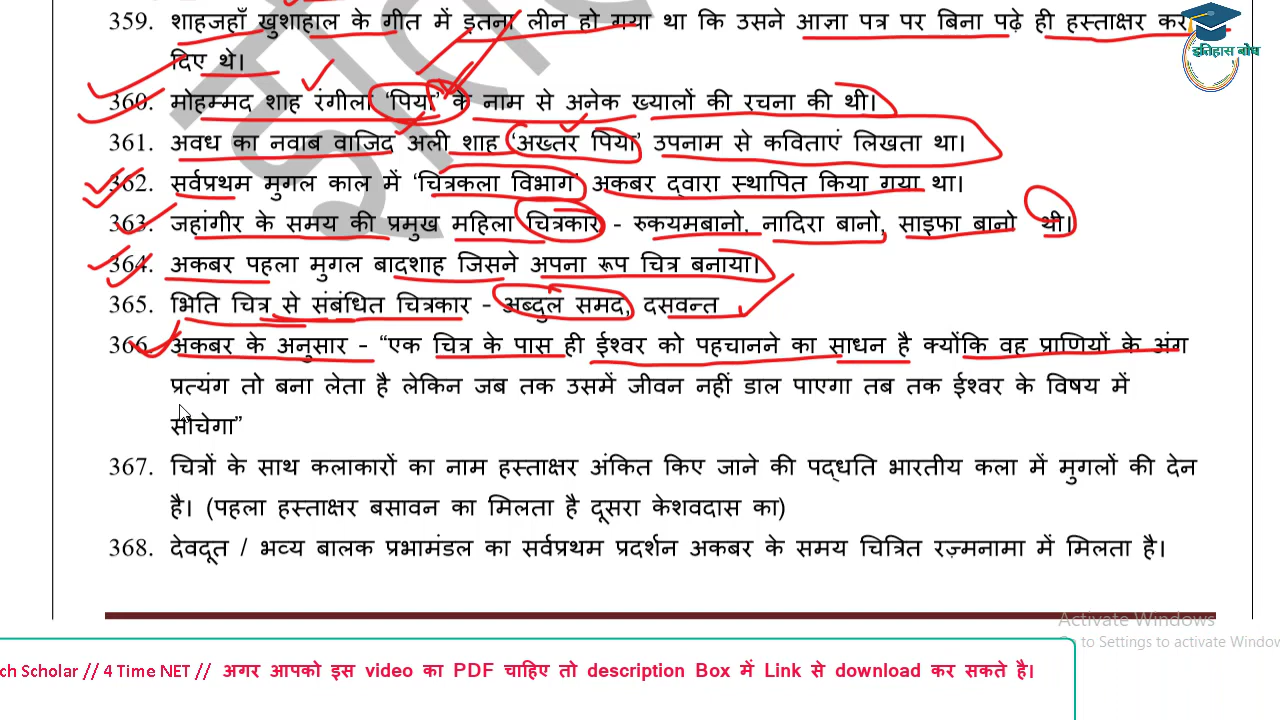 359. शाहजहाँ खुशाहाल के गीत में इतना लीन हो गया था कि उसने आज्ञा पत्र पर बिना पढ़े ही हस्ताक्षर कर
दिए थे।
इतिहास बोध
360. मोहम्मद शाह रंगीला 'पिया' के नाम से अनेक ख्यालों की रचना की थी।
361. अवध का नवाब वाजिद अली शाह 'अख्तर पिया' उपनाम से कविताएं लिखता था।
362. सर्वप्रथम मुगल काल में 'चित्रकला विभाग' अकबर द्वारा स्थापित किया गया था।
363. जहांगीर के समय की प्रमुख महिला चित्रकार - रुकयमबानो, नादिरा बानो, साइफा बानो थी।
364. अकबर पहला मुगल बादशाह जिसने अपना रूप चित्र बनाया।
365. भिति चित्र से संबंधित चित्रकार - अब्दुल समद, दसवन्त
366. अकबर के अनुसार - "एक चित्र के पास ही ईश्वर को पहचानने का साधन है क्योंकि वह प्राणियों के अंग
प्रत्यंग तो बना लेता है लेकिन जब तक उसमें जीवन नहीं डाल पाएगा तब तक ईश्वर के विषय में
सोचेगा"
367. चित्रों के साथ कलाकारों का नाम हस्ताक्षर अंकित किए जाने की पद्धति भारतीय कला में मुगलों की देन
है। (पहला हस्ताक्षर बसावन का मिलता है दूसरा केशवदास का)
368. देवदूत / भव्य बालक प्रभामंडल का सर्वप्रथम प्रदर्शन अकबर के समय चित्रित रज़्मनामा में मिलता है।
Activate Windows
Go to Settings to activate Window
ch Scholar // 4 Time NET // अगर आपको इस video का PDF चाहिए तो description Box में Link से download कर सकते है।